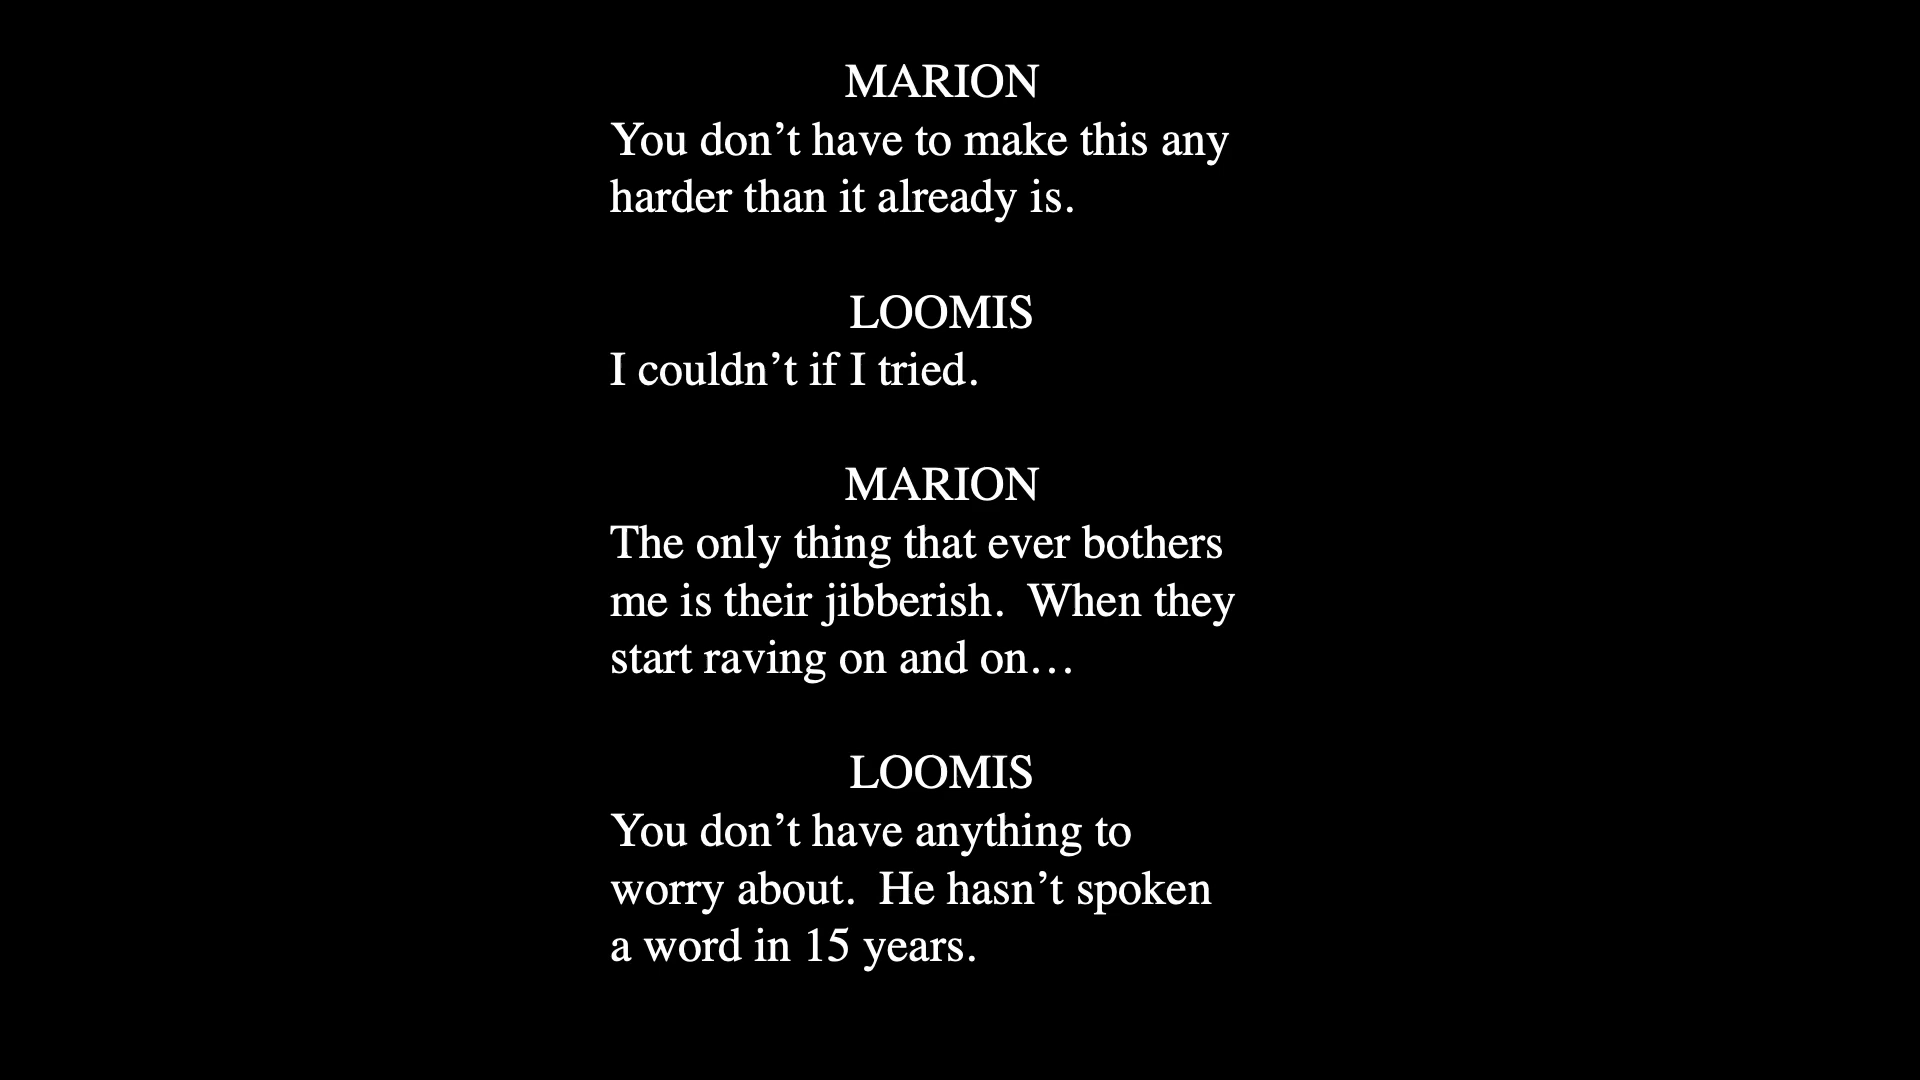 MARION
You don’t have to make this any
harder than it already is.
LOOMIS
I couldn’t if I tried.
MARION
The only thing that ever bothers
me is their jibberish.  When they
start raving on and on…
LOOMIS
You don’t have anything to
worry about.  He hasn’t spoken
a word in 15 years.